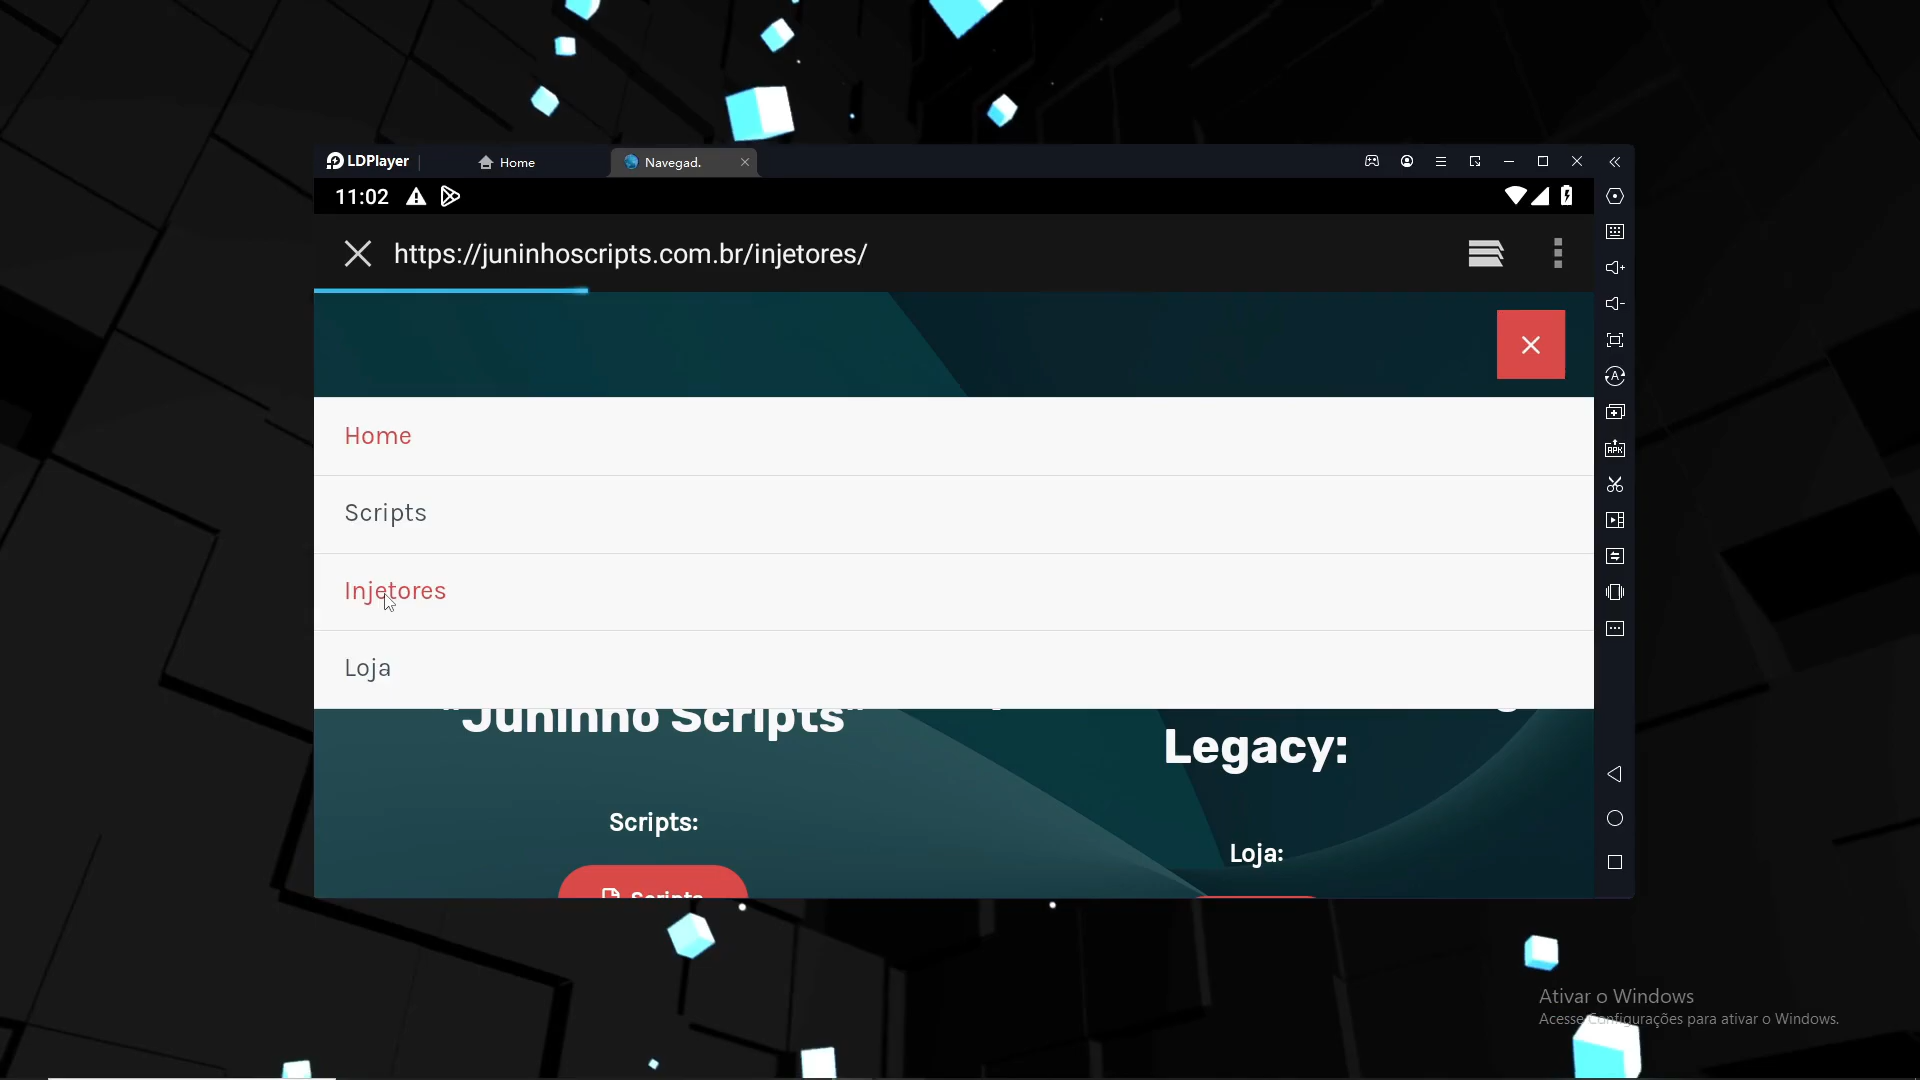 LDPlayer
Home
Navegad.
11:02
https://juninhoscripts.com.br/injetores/
Home
Scripts
Injetores
Loja
"Juninho Scripts"
Legacy:
Scripts:
Loja:
Scripts
Ativar o Windows
Acesse Configurações para ativar o Windows.